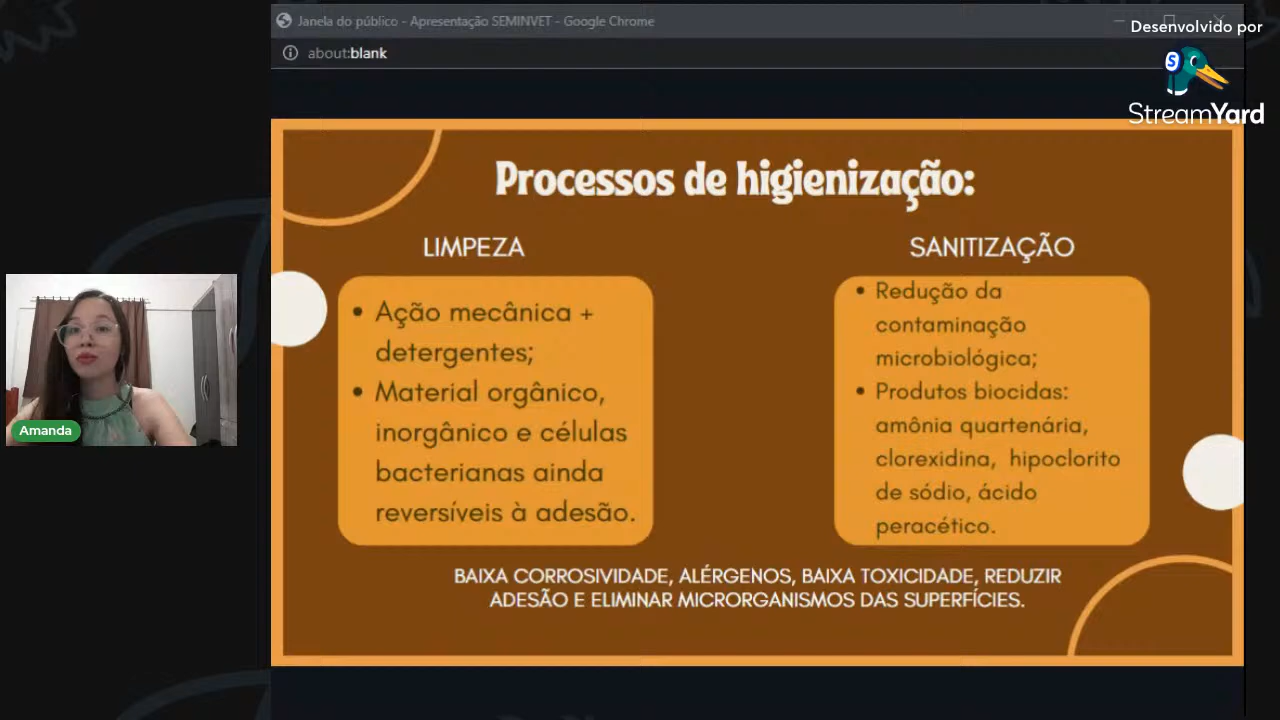 Janela do público - Apresentação SEMINVET - Google Chrome
about:blank
Desenvolvido por
S
StreamYard
Processos de higienização:
LIMPEZA
• Ação mecânica +
detergentes;
• Material orgânico,
inorgânico e células
bacterianas ainda
reversíveis à adesão.
SANITIZAÇÃO
• Redução da
contaminação
microbiológica;
• Produtos biocidas:
amônia quartenária,
clorexidina, hipoclorito
de sódio, ácido
peracético.
BAIXA CORROSIVIDADE, ALÉRGENOS, BAIXA TOXICIDADE, REDUZIR
ADESÃO E ELIMINAR MICRORGANISMOS DAS SUPERFÍCIES.
Amanda